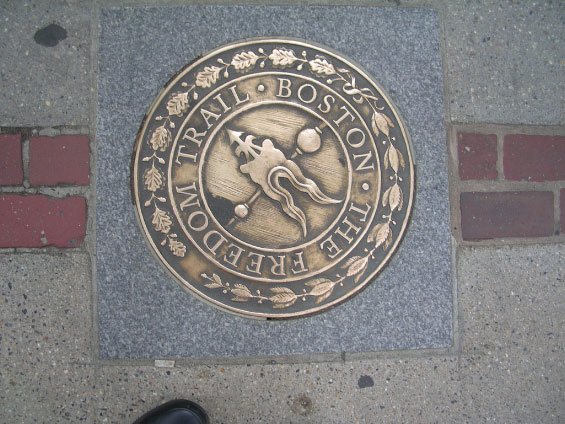 THE FREEDOM TRAIL · BOSTON ·